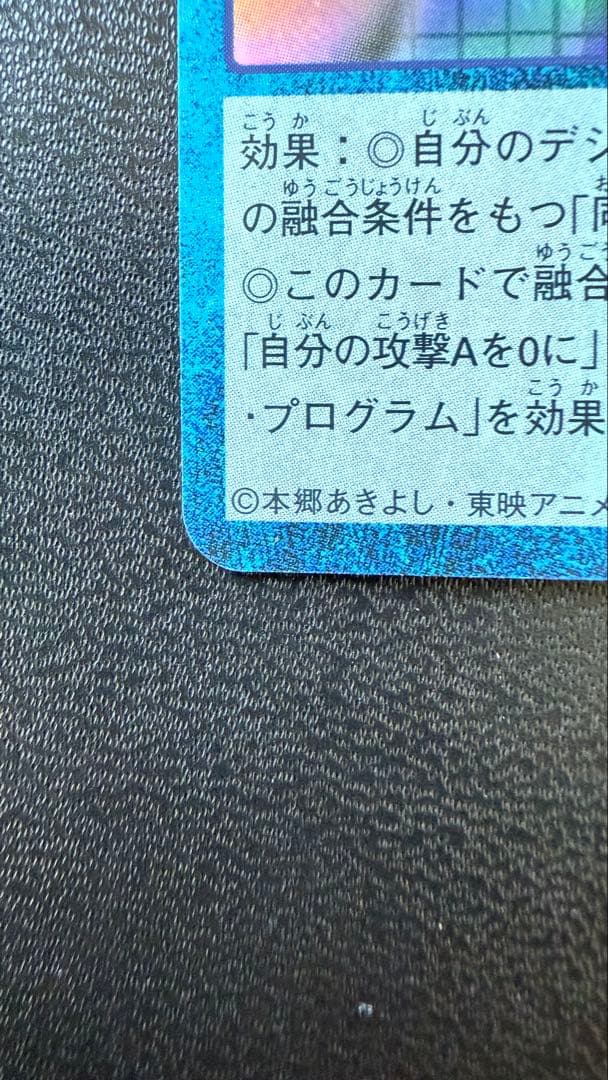 効果：◎自分のデジ
の融合条件をもつ「
◎このカードで融合
「自分の攻撃Aを0に」
・プログラム」を効果
©本郷あきよし・東映アニメ